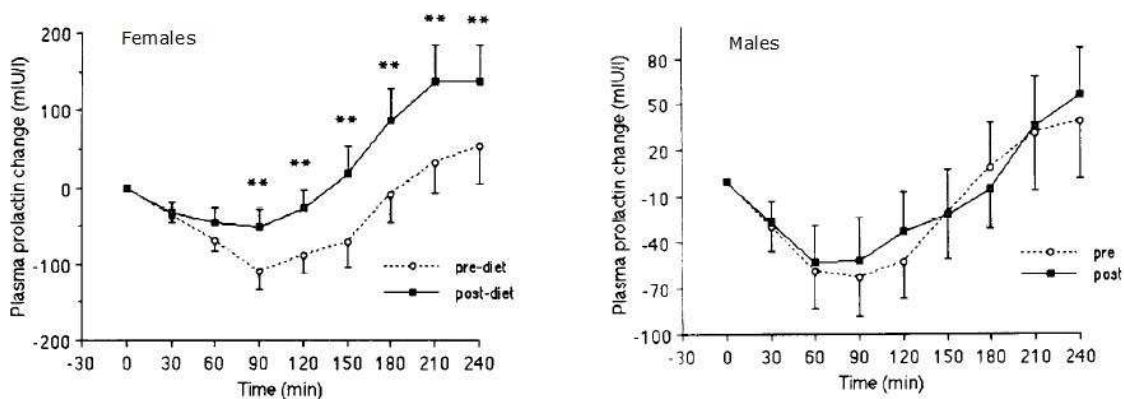 Females
Plasma prolactin change (mIU/l)
200
100
0
-100
-200
** ** ** ** ** **
pre-diet
post-diet
-30 0 30 60 90 120 150 180 210 240
Time (min)
Males
Plasma prolactin change (mIU/l)
80
50
20
-10
-40
-70
-100
pre
post
-30 0 30 60 90 120 150 180 210 240
Time (min)